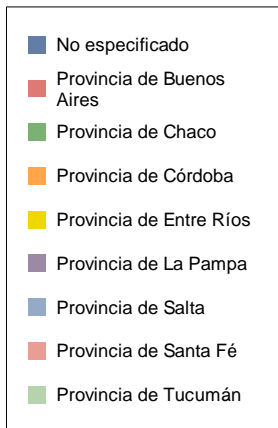 No especificado
Provincia de Buenos
Aires
Provincia de Chaco
Provincia de Córdoba
Provincia de Entre Ríos
Provincia de La Pampa
Provincia de Salta
Provincia de Santa Fé
Provincia de Tucumán